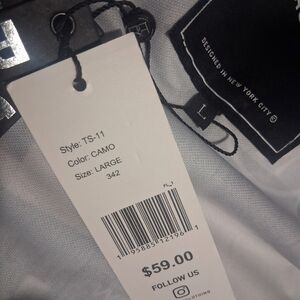 DESIGNED IN NEW YORK CITY
L
Style: TS-11
Color: CAMO
Size: LARGE
342
$59.00
FOLLOW US